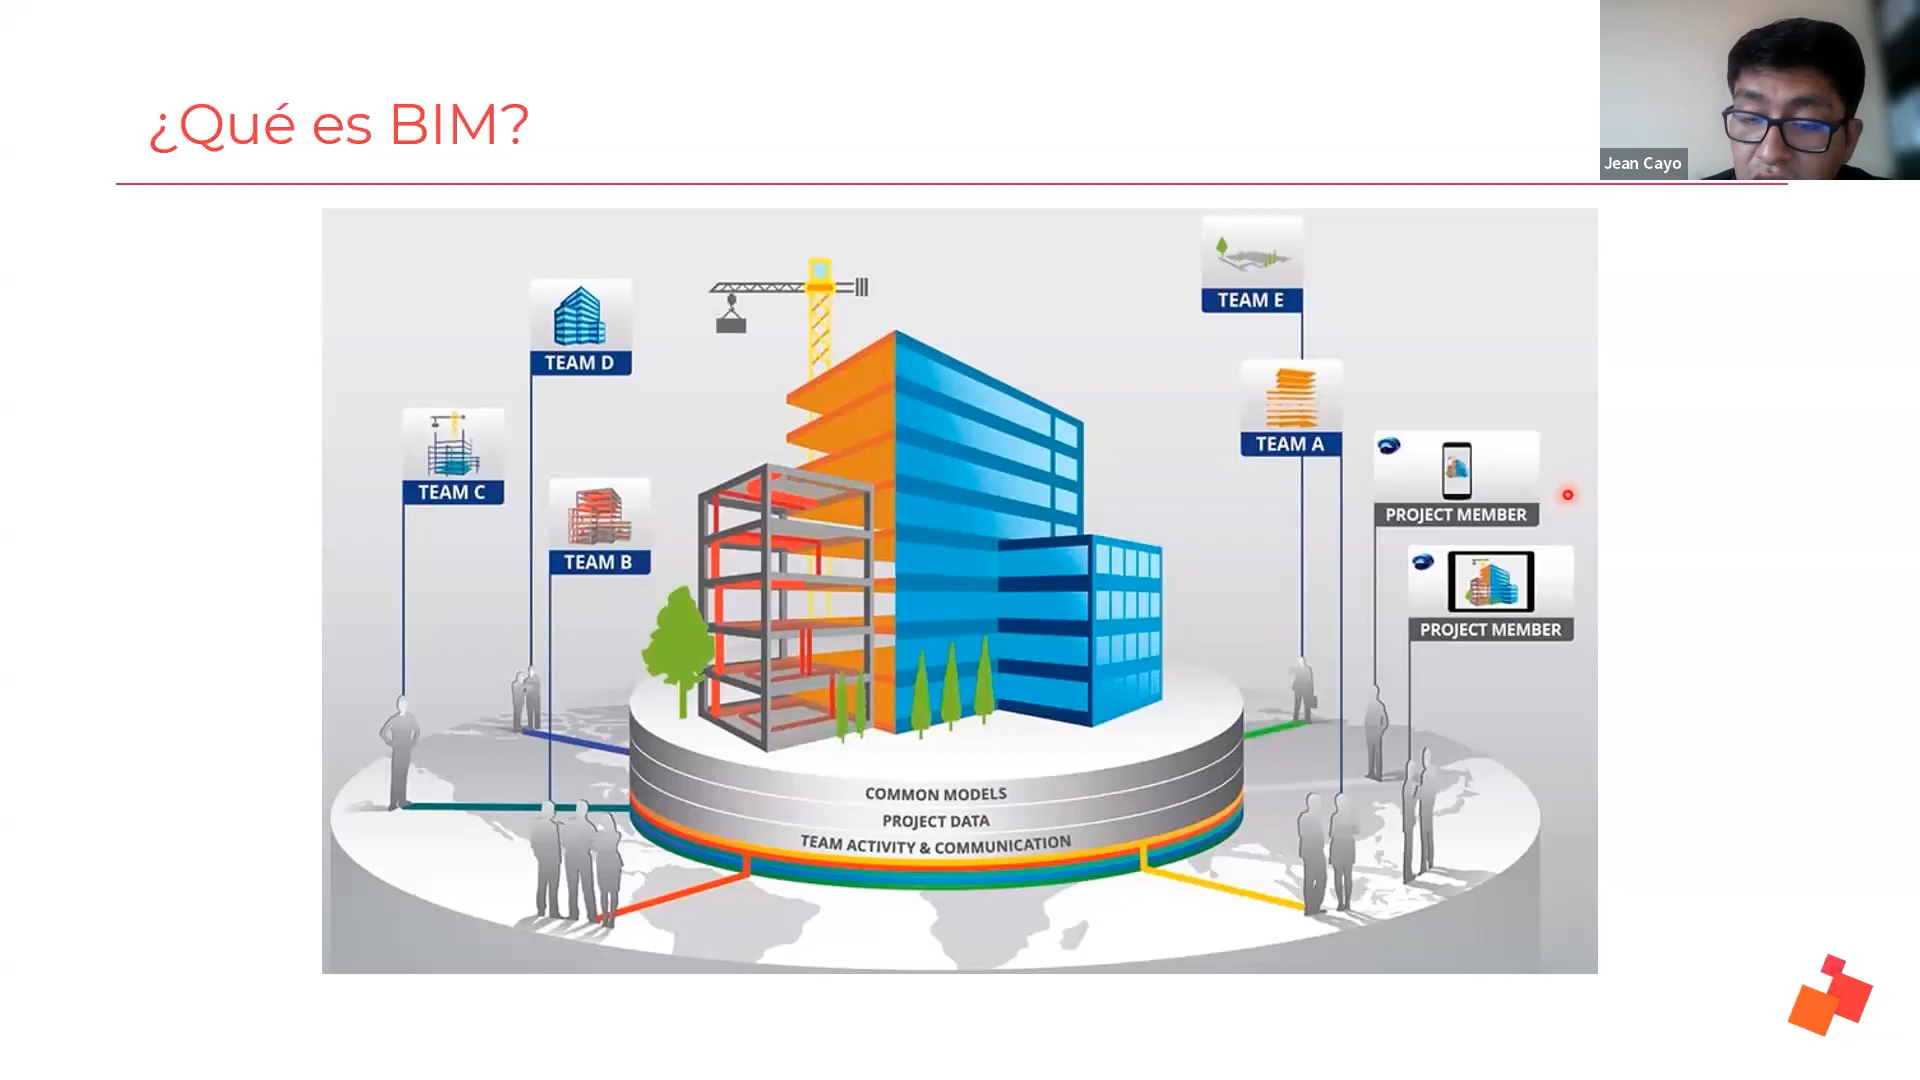 ¿Qué es BIM?
Jean Cayo
TEAM E
TEAM D
TEAM A
TEAM C
PROJECT MEMBER
TEAM B
PROJECT MEMBER
COMMON MODELS
PROJECT DATA
TEAM ACTIVITY & COMMUNICATION